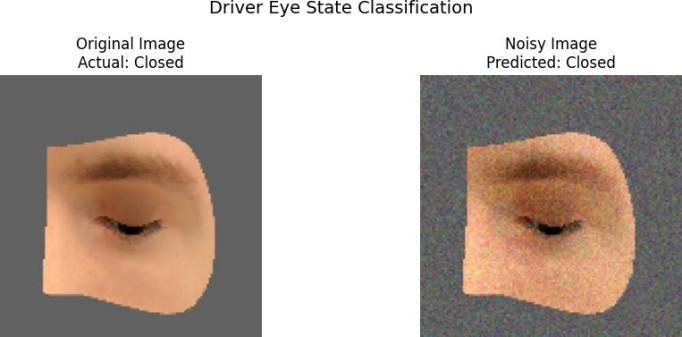 Driver Eye State Classification
Original Image
Actual: Closed
Noisy Image
Predicted: Closed